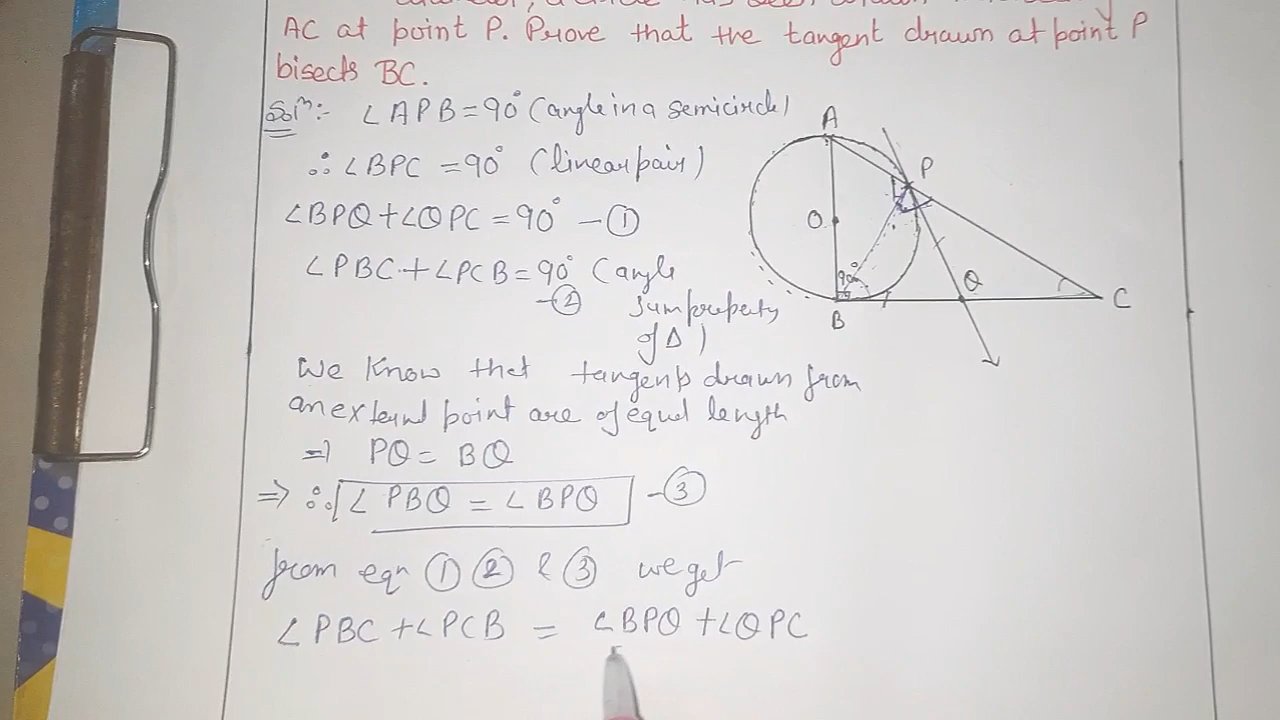 AC at point P. Prove that the tangent drawn at point P
bisects BC.
Solⁿ:- ∠APB=90° (angle in a semicircle)
∴ ∠BPC =90° (linear pair)
∠BPQ+∠QPC=90° -①
∠PBC+∠PCB=90° (angle
-② sum property
of Δ)
We know that tangents drawn from
an external point are of equal length
⇒ PQ= BQ
⇒ ∴ ∠PBQ = ∠BPQ -③
from eqn ① ② & ③ we get
∠PBC +∠PCB = ∠BPQ +∠QPC
A
P
O
90°
Q
B
C